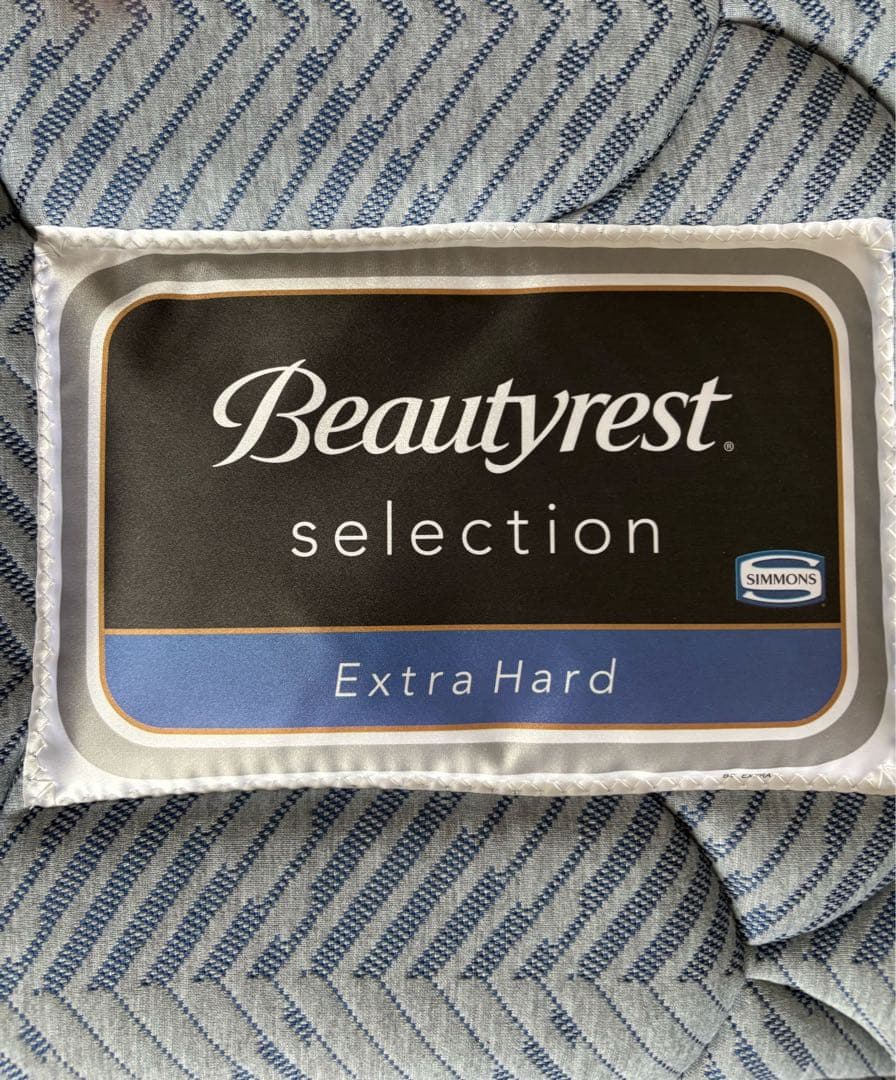 Beautyrest®
selection
SIMMONS
Extra Hard